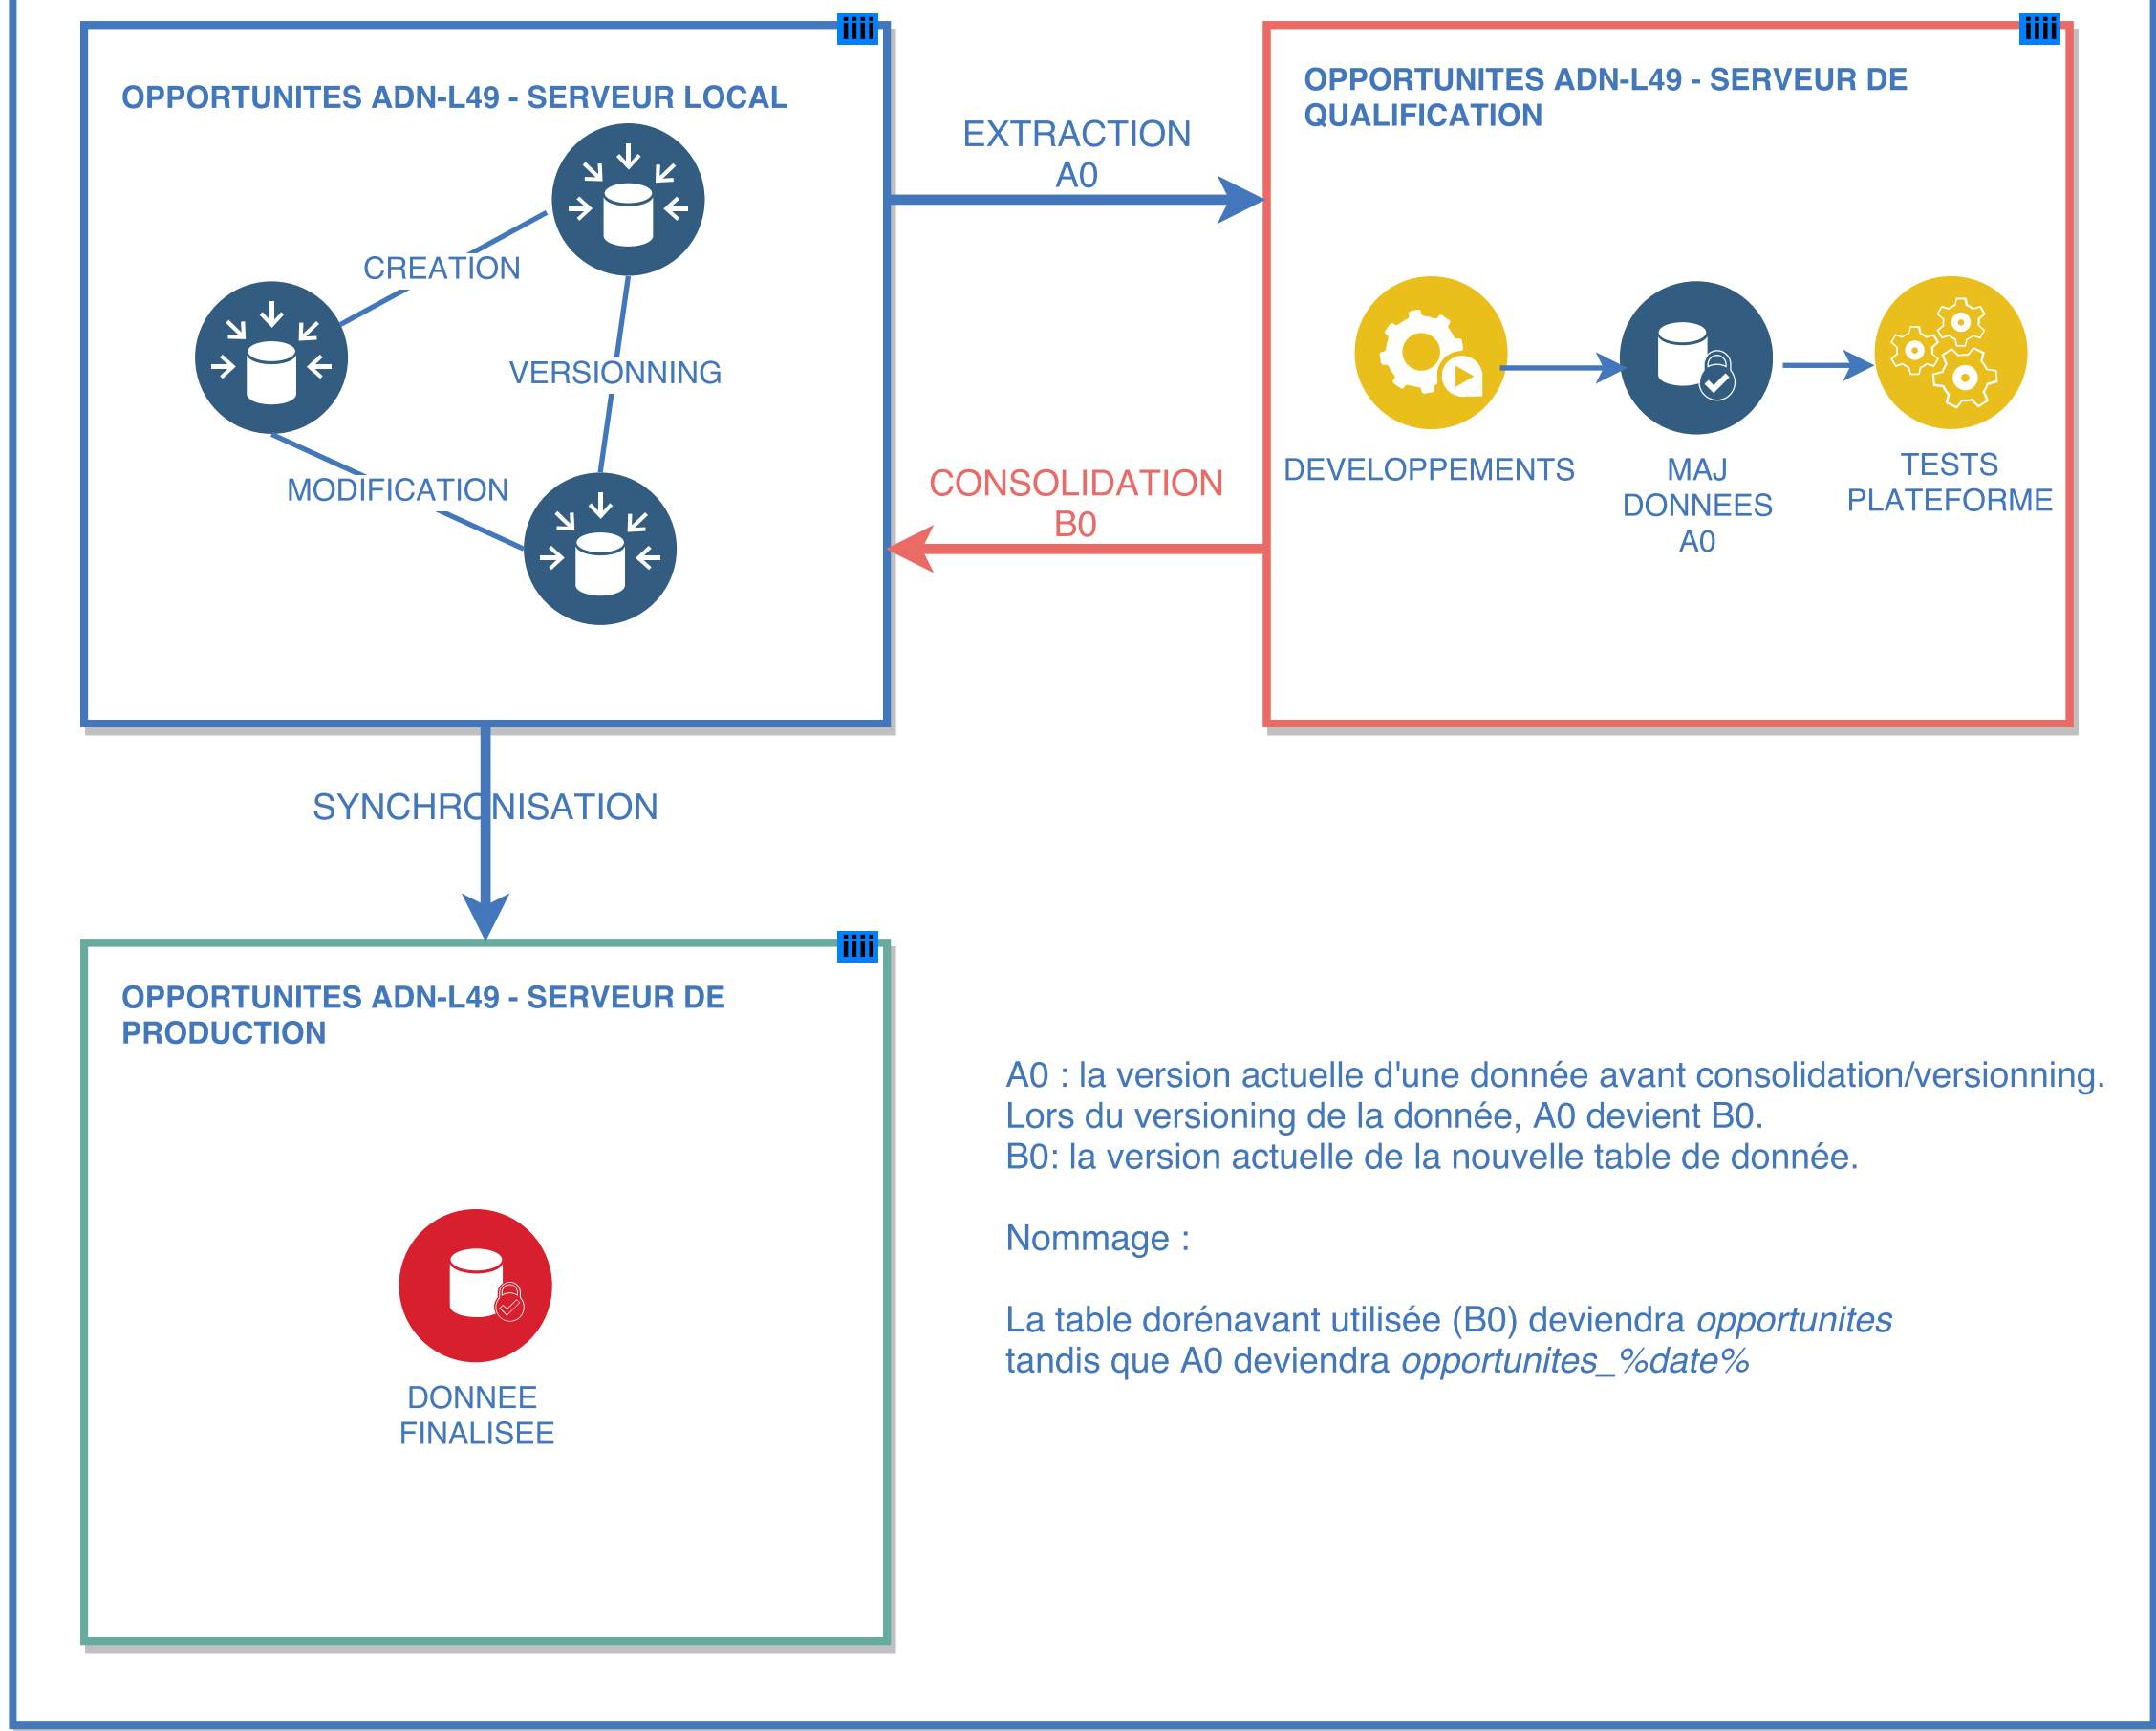 OPPORTUNITES ADN-L49 - SERVEUR LOCAL
CREATION
VERSIONNING
MODIFICATION
EXTRACTION
A0
CONSOLIDATION
B0
iiii
OPPORTUNITES ADN-L49 - SERVEUR DE
QUALIFICATION
iiii
DEVELOPPEMENTS
MAJ
DONNEES
A0
TESTS
PLATEFORME
SYNCHRONISATION
OPPORTUNITES ADN-L49 - SERVEUR DE
PRODUCTION
iiii
DONNEE
FINALISEE
A0 : la version actuelle d'une donnée avant consolidation/versionning.
Lors du versioning de la donnée, A0 devient B0.
B0: la version actuelle de la nouvelle table de donnée.
Nommage :
La table dorénavant utilisée (B0) deviendra opportunites
tandis que A0 deviendra opportunites_%date%